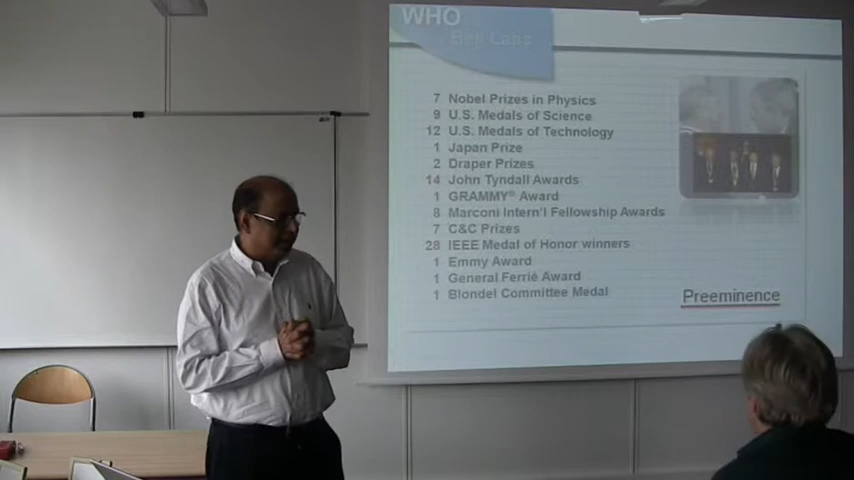 WHO
Bell Labs
7 Nobel Prizes in Physics
9 U.S. Medals of Science
12 U.S. Medals of Technology
1 Japan Prize
2 Draper Prizes
14 John Tyndall Awards
1 GRAMMY® Award
8 Marconi Intern'l Fellowship Awards
7 C&C Prizes
28 IEEE Medal of Honor winners
1 Emmy Award
1 General Ferrié Award
1 Blondel Committee Medal
Preeminence